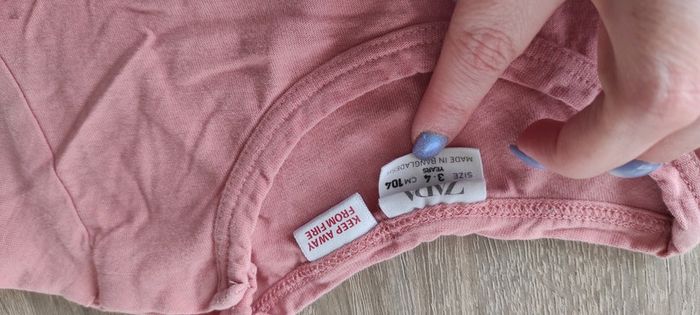 ZARA
SIZE 3-4 CM 104
YEARS
MADE IN BANGLADESH
KEEP AWAY
FROM FIRE